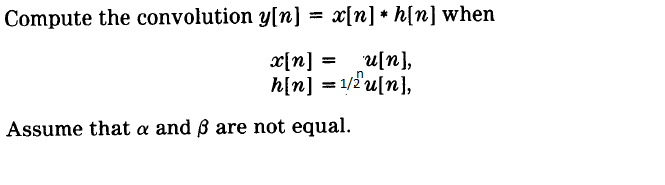 Compute the convolution y[n] = x[n] * h[n] when
x[n] = u[n],
h[n] = 1/2ⁿ u[n],
Assume that α and β are not equal.